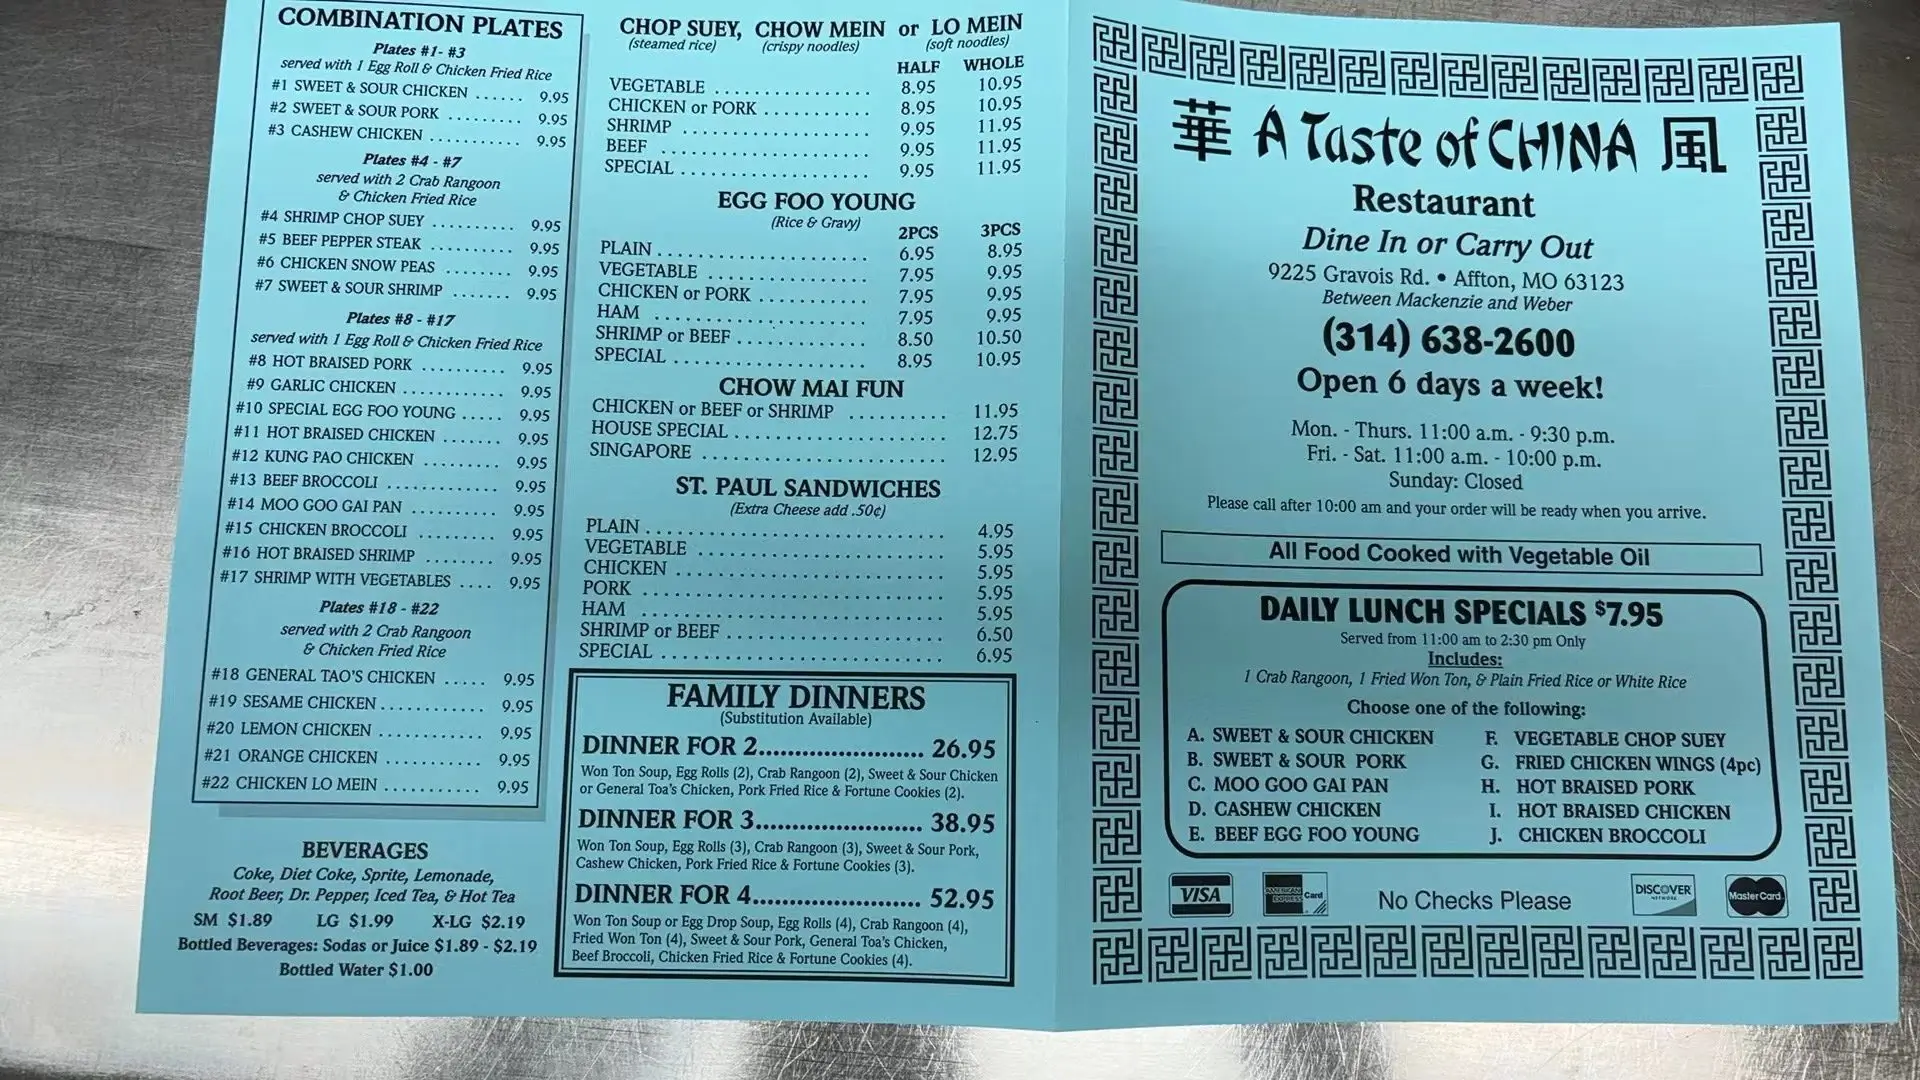 COMBINATION PLATES
Plates #1- #3
served with 1 Egg Roll & Chicken Fried Rice
#1 SWEET & SOUR CHICKEN ...... 9.95
#2 SWEET & SOUR PORK ......... 9.95
#3 CASHEW CHICKEN ........... 9.95
Plates #4 - #7
served with 2 Crab Rangoon
& Chicken Fried Rice
#4 SHRIMP CHOP SUEY .......... 9.95
#5 BEEF PEPPER STEAK .......... 9.95
#6 CHICKEN SNOW PEAS ........ 9.95
#7 SWEET & SOUR SHRIMP ....... 9.95
Plates #8 - #17
served with 1 Egg Roll & Chicken Fried Rice
#8 HOT BRAISED PORK .......... 9.95
#9 GARLIC CHICKEN ............ 9.95
#10 SPECIAL EGG FOO YOUNG ..... 9.95
#11 HOT BRAISED CHICKEN ....... 9.95
#12 KUNG PAO CHICKEN ......... 9.95
#13 BEEF BROCCOLI ............. 9.95
#14 MOO GOO GAI PAN .......... 9.95
#15 CHICKEN BROCCOLI ......... 9.95
#16 HOT BRAISED SHRIMP ........ 9.95
#17 SHRIMP WITH VEGETABLES .... 9.95
Plates #18 - #22
served with 2 Crab Rangoon
& Chicken Fried Rice
#18 GENERAL TAO'S CHICKEN ..... 9.95
#19 SESAME CHICKEN ............ 9.95
#20 LEMON CHICKEN ............ 9.95
#21 ORANGE CHICKEN ........... 9.95
#22 CHICKEN LO MEIN ........... 9.95
BEVERAGES
Coke, Diet Coke, Sprite, Lemonade,
Root Beer, Dr. Pepper, Iced Tea, & Hot Tea
SM $1.89 LG $1.99 X-LG $2.19
Bottled Beverages: Sodas or Juice $1.89 - $2.19
Bottled Water $1.00
CHOP SUEY, CHOW MEIN or LO MEIN
(steamed rice) (crispy noodles) (soft noodles)
HALF WHOLE
VEGETABLE ................ 8.95 10.95
CHICKEN or PORK ........... 8.95 10.95
SHRIMP .................... 9.95 11.95
BEEF ...................... 9.95 11.95
SPECIAL .................... 9.95 11.95
EGG FOO YOUNG
(Rice & Gravy)
2PCS 3PCS
PLAIN ...................... 6.95 8.95
VEGETABLE ................. 7.95 9.95
CHICKEN or PORK ........... 7.95 9.95
HAM ...................... 7.95 9.95
SHRIMP or BEEF ............. 8.50 10.50
SPECIAL .................... 8.95 10.95
CHOW MAI FUN
CHICKEN or BEEF or SHRIMP .......... 11.95
HOUSE SPECIAL ...................... 12.75
SINGAPORE .......................... 12.95
ST. PAUL SANDWICHES
(Extra Cheese add .50¢)
PLAIN ............................... 4.95
VEGETABLE .......................... 5.95
CHICKEN ............................ 5.95
PORK ............................... 5.95
HAM ............................... 5.95
SHRIMP or BEEF ...................... 6.50
SPECIAL ............................. 6.95
FAMILY DINNERS
(Substitution Available)
DINNER FOR 2....................... 26.95
Won Ton Soup, Egg Rolls (2), Crab Rangoon (2), Sweet & Sour Chicken
or General Toa's Chicken, Pork Fried Rice & Fortune Cookies (2).
DINNER FOR 3....................... 38.95
Won Ton Soup, Egg Rolls (3), Crab Rangoon (3), Sweet & Sour Pork,
Cashew Chicken, Pork Fried Rice & Fortune Cookies (3).
DINNER FOR 4........................ 52.95
Won Ton Soup or Egg Drop Soup, Egg Rolls (4), Crab Rangoon (4),
Fried Won Ton (4), Sweet & Sour Pork, General Toa's Chicken,
Beef Broccoli, Chicken Fried Rice & Fortune Cookies (4).
華 A Taste of CHINA 風
Restaurant
Dine In or Carry Out
9225 Gravois Rd. • Affton, MO 63123
Between Mackenzie and Weber
(314) 638-2600
Open 6 days a week!
Mon. - Thurs. 11:00 a.m. - 9:30 p.m.
Fri. - Sat. 11:00 a.m. - 10:00 p.m.
Sunday: Closed
Please call after 10:00 am and your order will be ready when you arrive.
All Food Cooked with Vegetable Oil
DAILY LUNCH SPECIALS $7.95
Served from 11:00 am to 2:30 pm Only
Includes:
1 Crab Rangoon, 1 Fried Won Ton, & Plain Fried Rice or White Rice
Choose one of the following:
A. SWEET & SOUR CHICKEN
B. SWEET & SOUR PORK
C. MOO GOO GAI PAN
D. CASHEW CHICKEN
E. BEEF EGG FOO YOUNG
F. VEGETABLE CHOP SUEY
G. FRIED CHICKEN WINGS (4pc)
H. HOT BRAISED PORK
I. HOT BRAISED CHICKEN
J. CHICKEN BROCCOLI
VISA
AMERICAN EXPRESS Card
No Checks Please
DISCOVER NETWORK
MasterCard